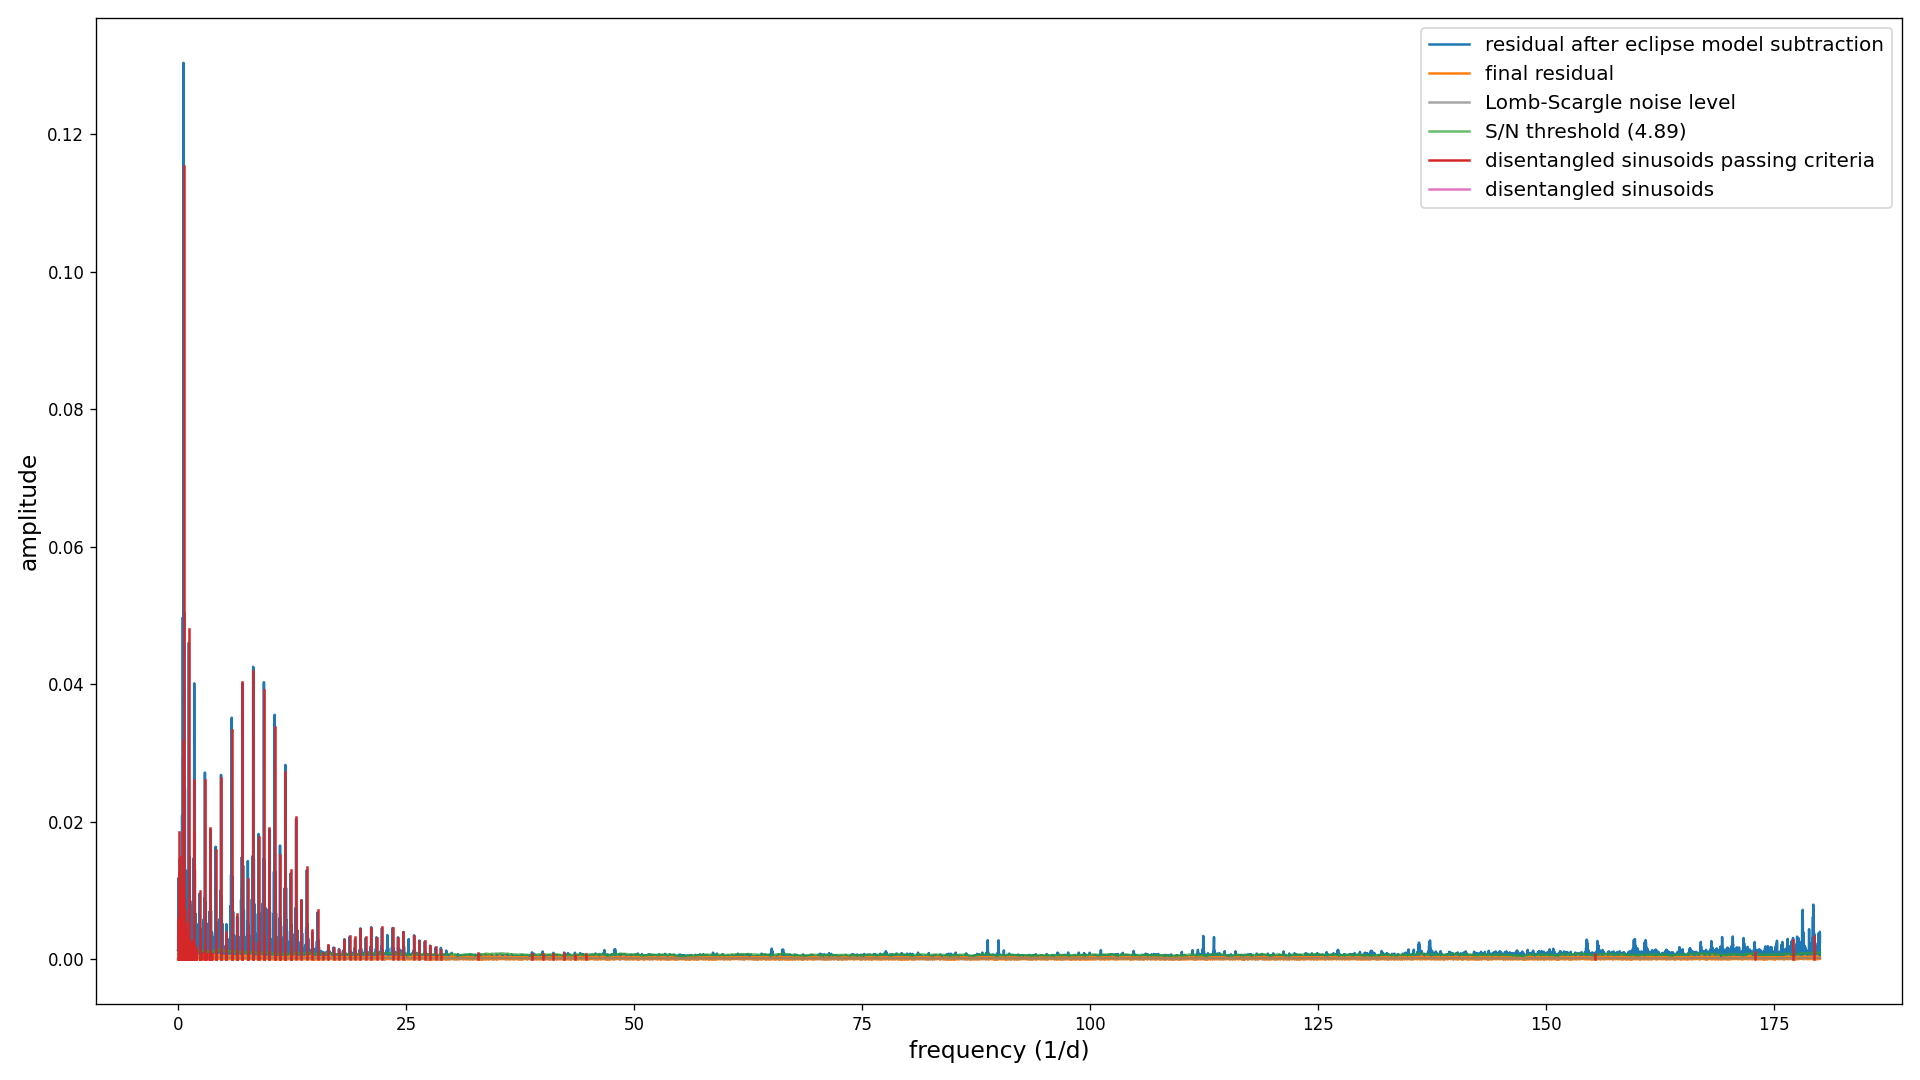 residual after eclipse model subtraction
final residual
Lomb-Scargle noise level
S/N threshold (4.89)
disentangled sinusoids passing criteria
disentangled sinusoids
amplitude
0.12
0.10
0.08
0.06
0.04
0.02
0.00
0 25 50 75 100 125 150 175
frequency (1/d)